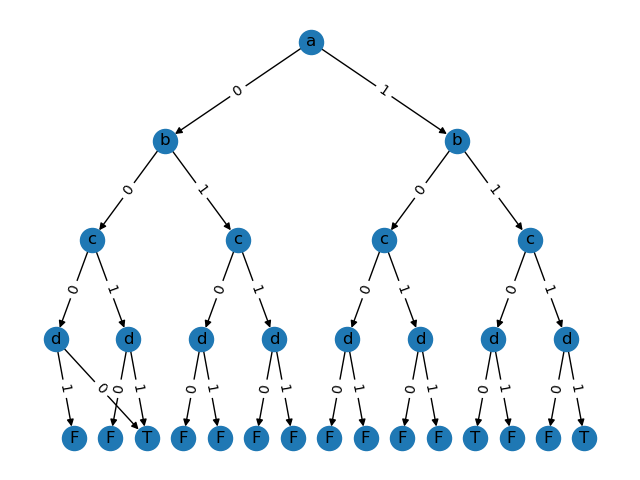 a
0 1
b b
0 1 0 1
c c c c
0 1 0 1 0 1 0 1
d d d d d d d d
1 0 0 1 0 1 0 1 0 1 0 1 0 1 0 1
F F T F F F F F F F F T F F T